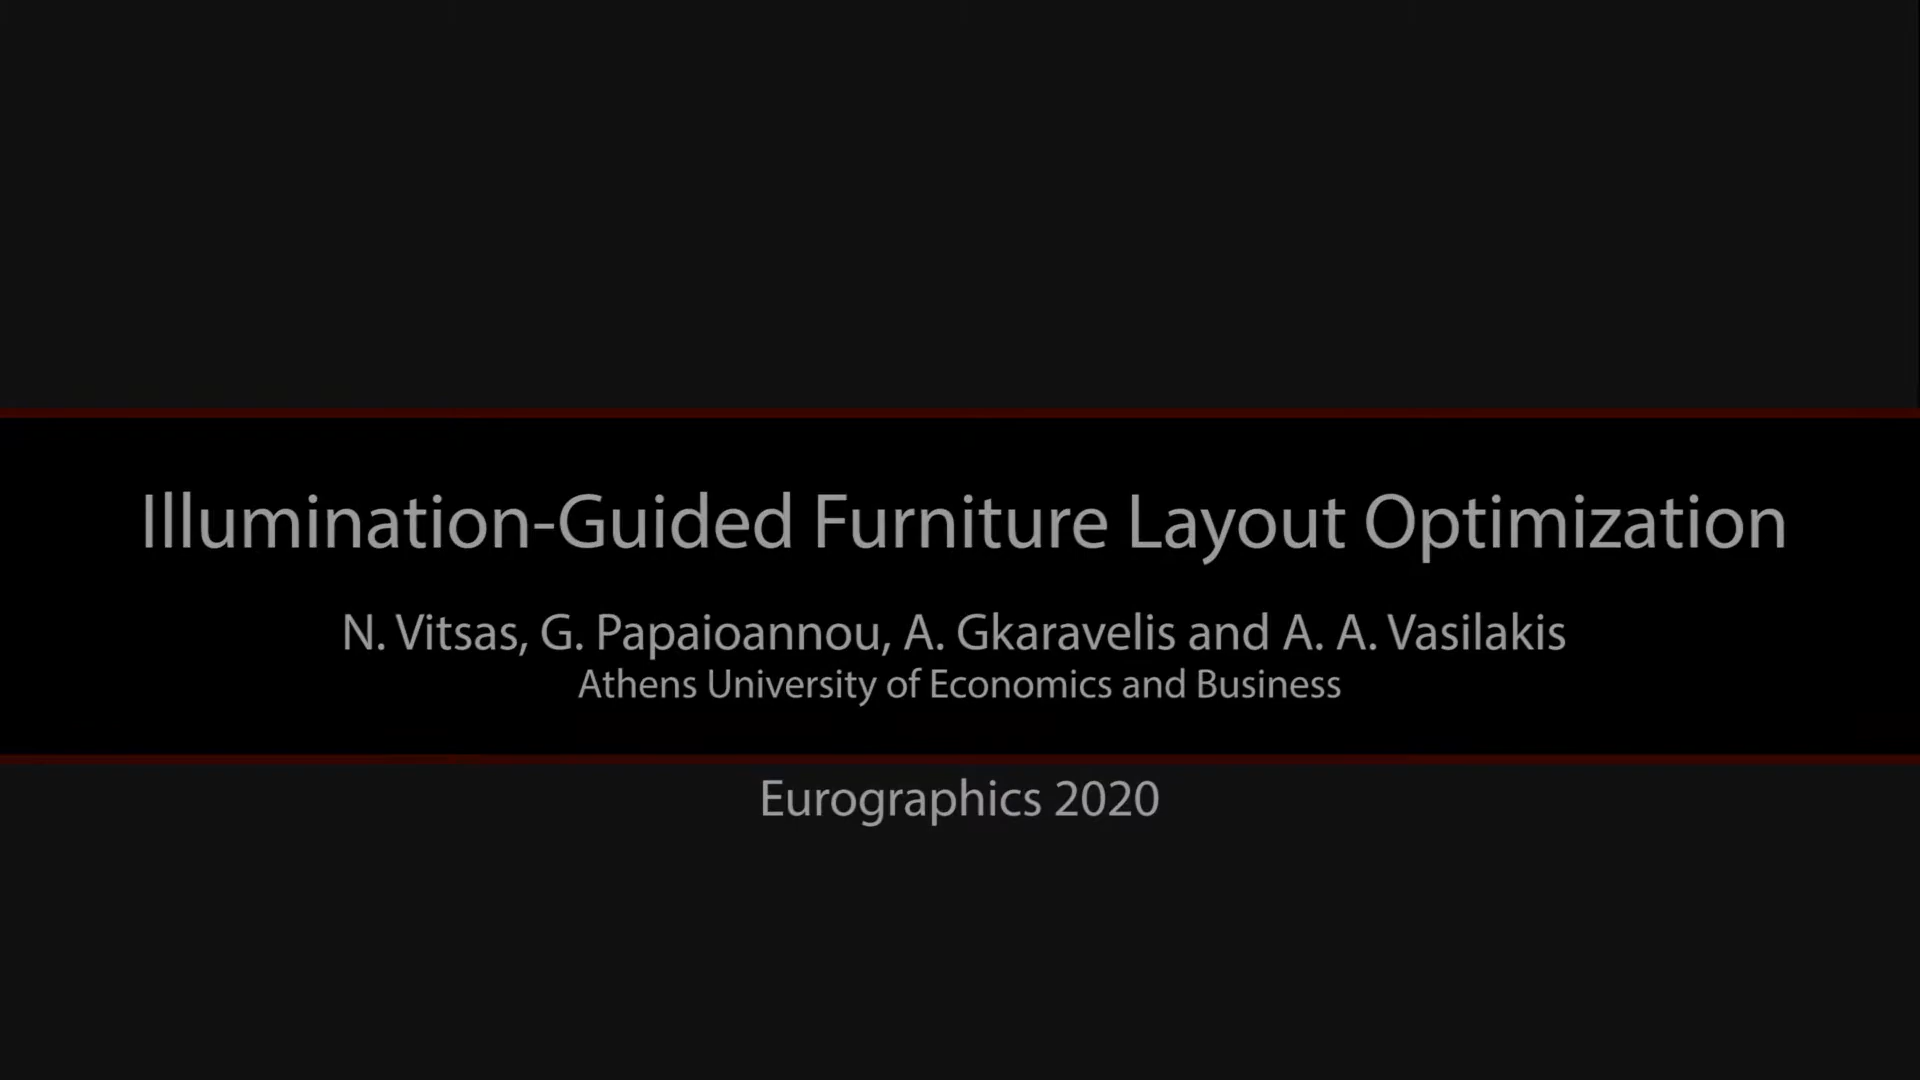 Illumination-Guided Furniture Layout Optimization
N. Vitsas, G. Papaioannou, A. Gkaravelis and A. A. Vasilakis
Athens University of Economics and Business
Eurographics 2020